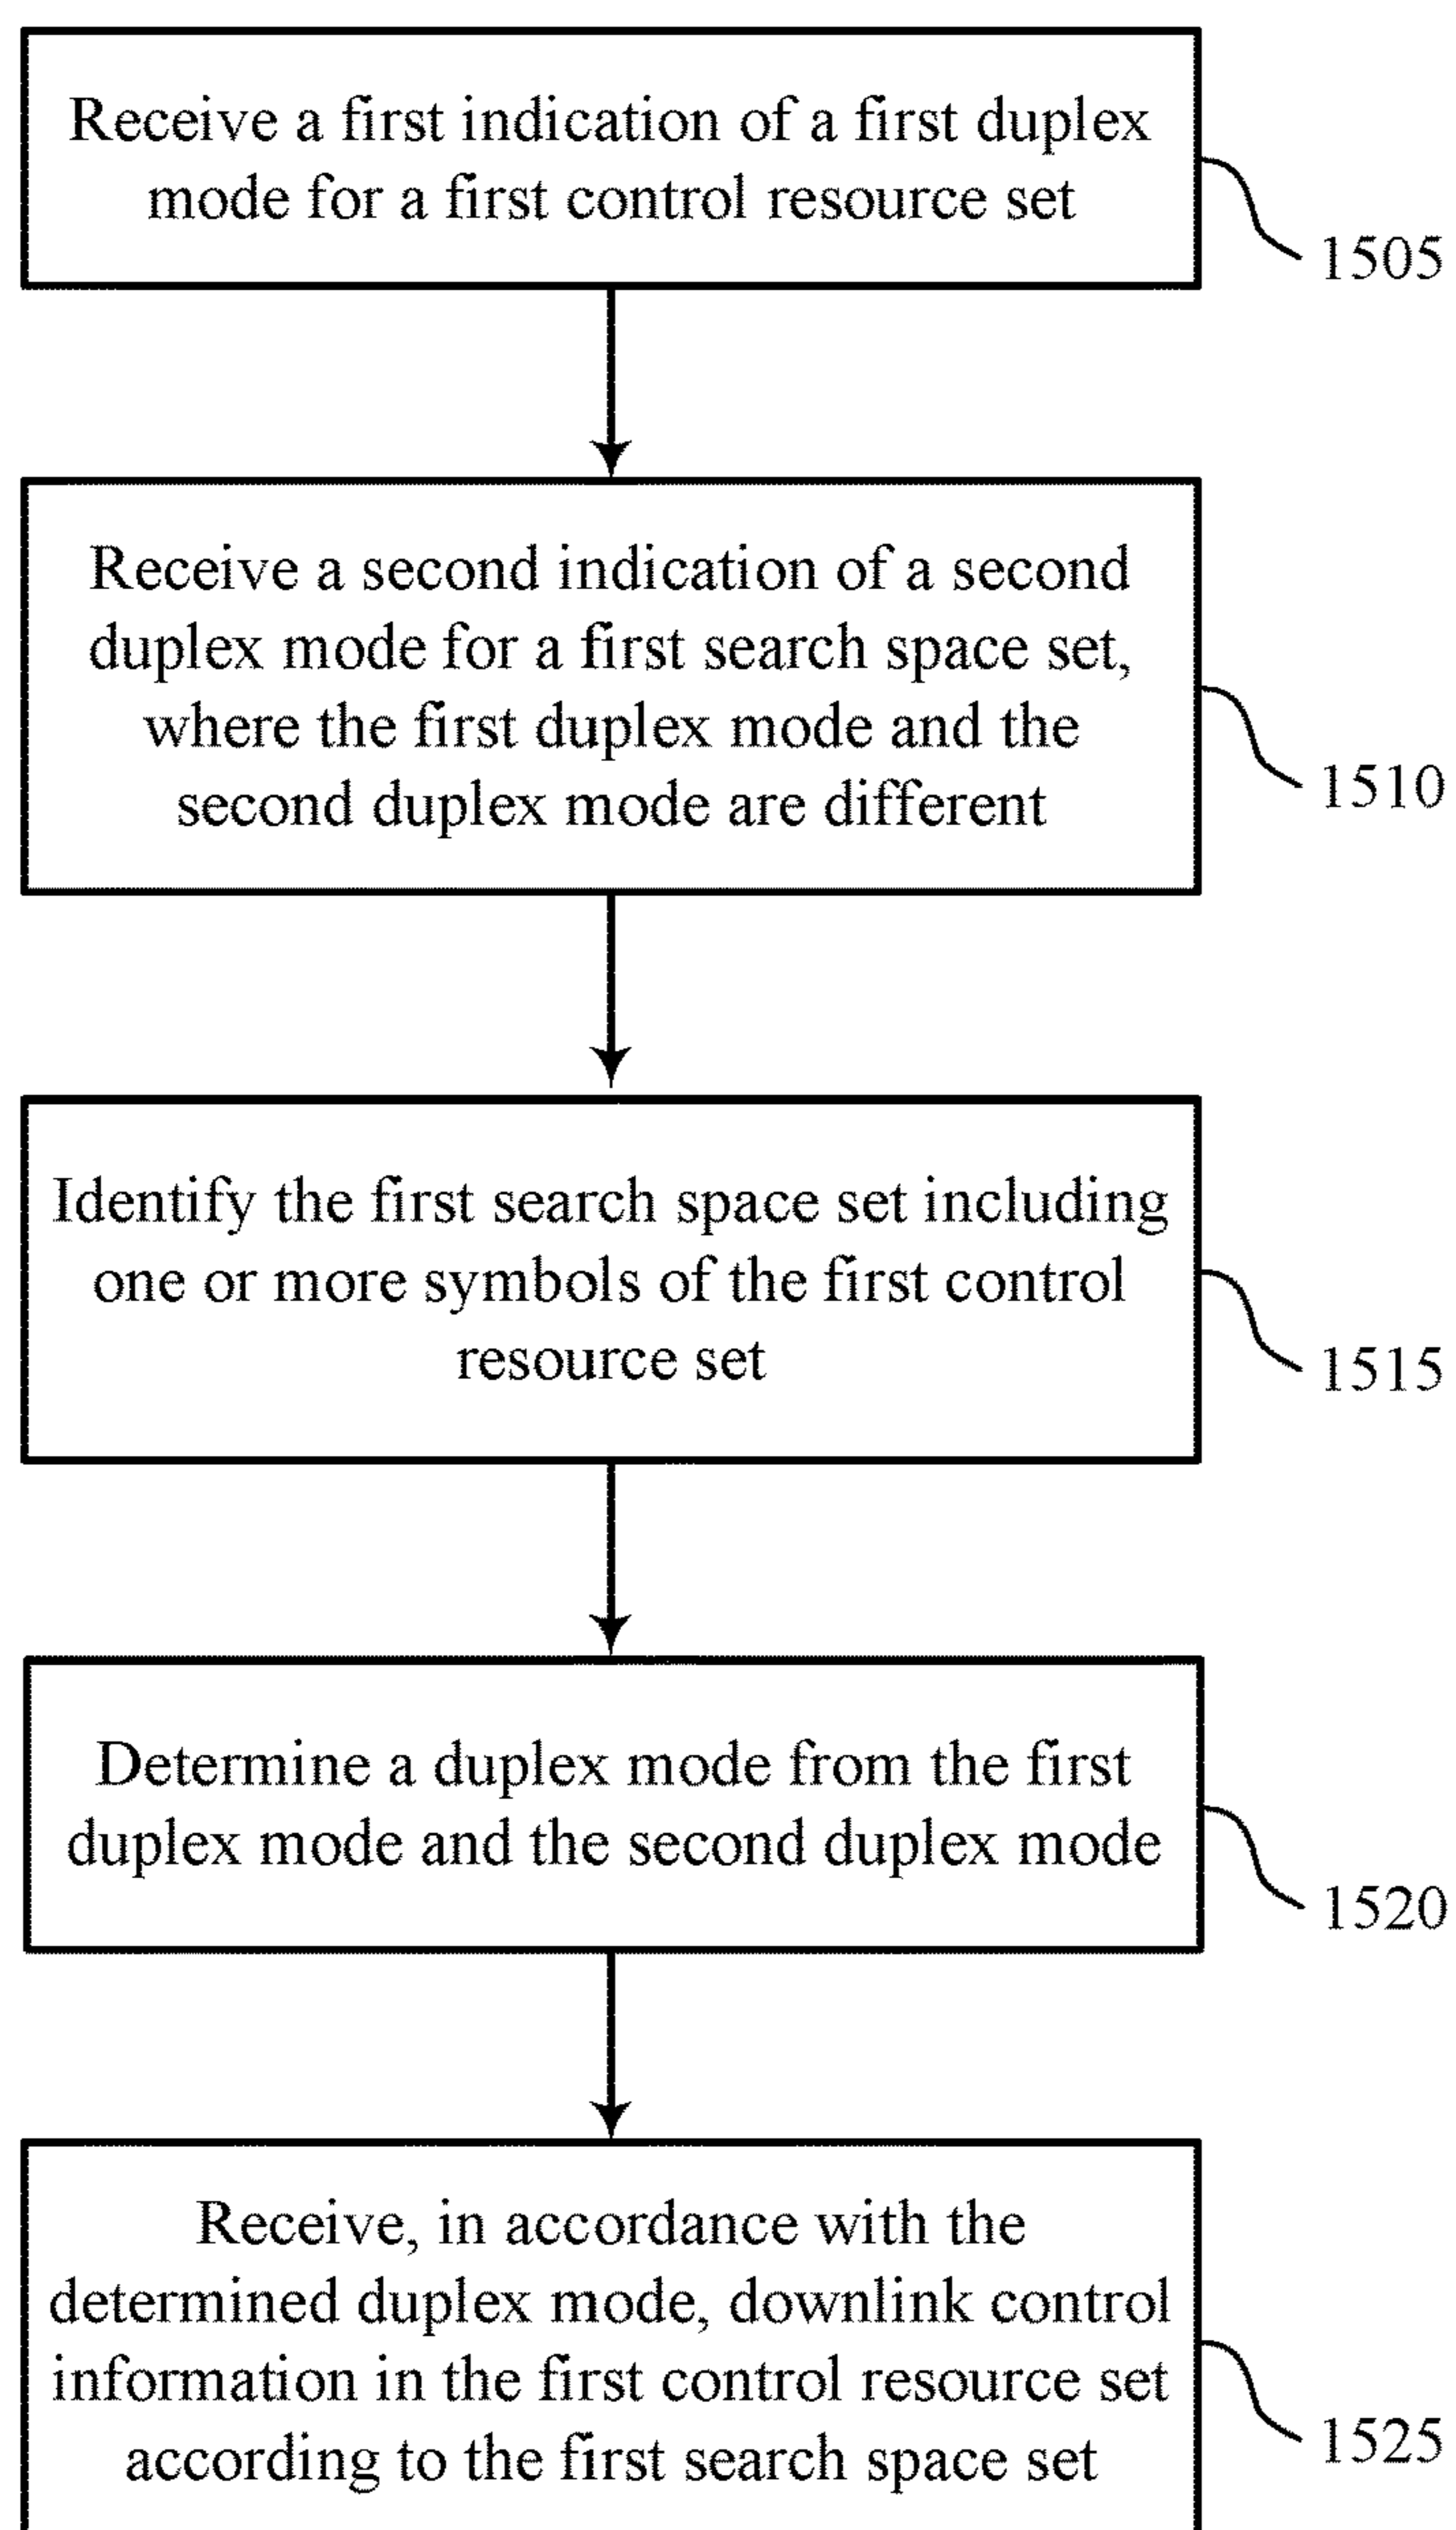 Receive a first indication of a first duplex
mode for a first control resource set
1505
Receive a second indication of a second
duplex mode for a first search space set,
where the first duplex mode and the
second duplex mode are different
1510
Identify the first search space set including
one or more symbols of the first control
resource set
1515
Determine a duplex mode from the first
duplex mode and the second duplex mode
1520
Receive, in accordance with the
determined duplex mode, downlink control
information in the first control resource set
according to the first search space set
1525